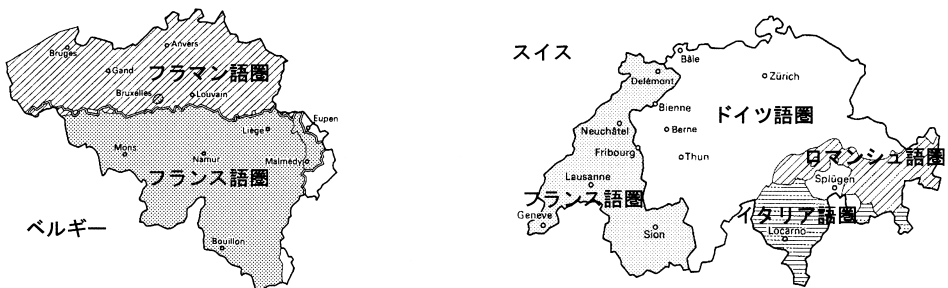 Bruges
Anvers
Gand
フラマン語圏
Bruxelles
Louvain
Liège
Eupen
Mons
Namur
Malmédy
フランス語圏
ベルギー
Bouillon
スイス
Bâle
Delémont
Zürich
Bienne
ドイツ語圏
Neuchâtel
Berne
Fribourg
Thun
ロマンシュ語圏
Lausanne
Splügen
フランス語圏
Geneve
イタリア語圏
Sion
Locarno